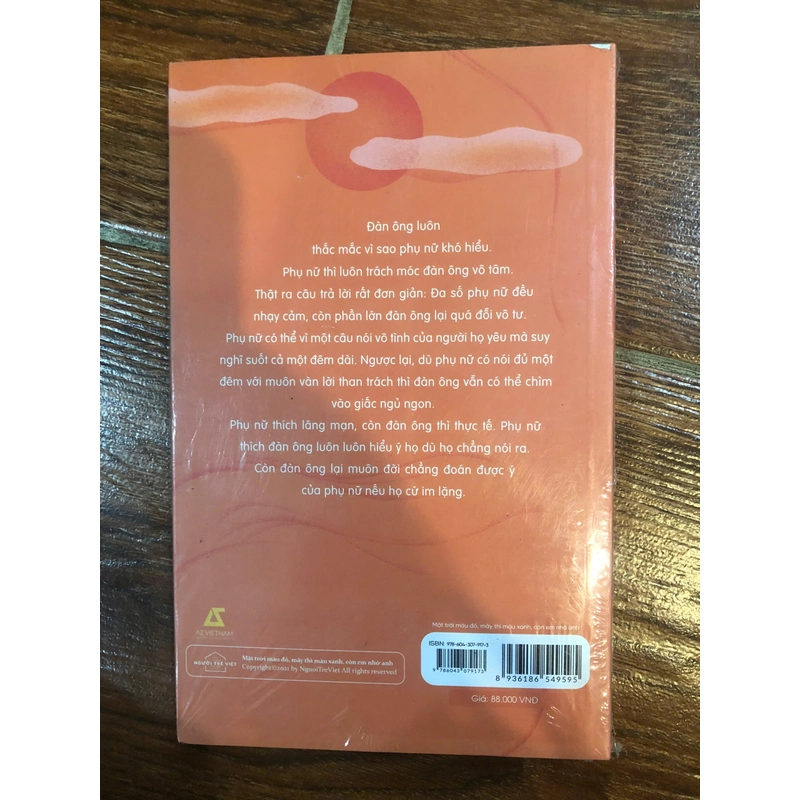 Đàn ông luôn
thắc mắc vì sao phụ nữ khó hiểu.
Phụ nữ thì luôn trách móc đàn ông vô tâm.
Thật ra câu trả lời rất đơn giản: Đa số phụ nữ đều
nhạy cảm, còn phần lớn đàn ông lại quá đỗi vô tư.
Phụ nữ có thể vì một câu nói vô tình của người họ yêu mà suy
nghĩ suốt cả một đêm dài. Ngược lại, dù phụ nữ có nói đủ một
đêm với muôn vàn lời than trách thì đàn ông vẫn có thể chìm
vào giấc ngủ ngon.
Phụ nữ thích lãng mạn, còn đàn ông thì thực tế. Phụ nữ
thích đàn ông luôn luôn hiểu ý họ dù họ chẳng nói ra.
Còn đàn ông lại muôn đời chẳng đoán được ý
của phụ nữ nếu họ cứ im lặng.
AZ VIETNAM
NGƯỜI TRẺ VIỆT
Mặt trời màu đỏ, mây thì màu xanh, còn em nhớ anh
Copyright©2021 by NguoiTreViet All rights reserved
Mặt trời màu đỏ, mây thì màu xanh, còn em nhớ anh
ISBN: 978-604-307-917-3
9 786043 079173
8 936186 549595
Giá: 88.000 VNĐ